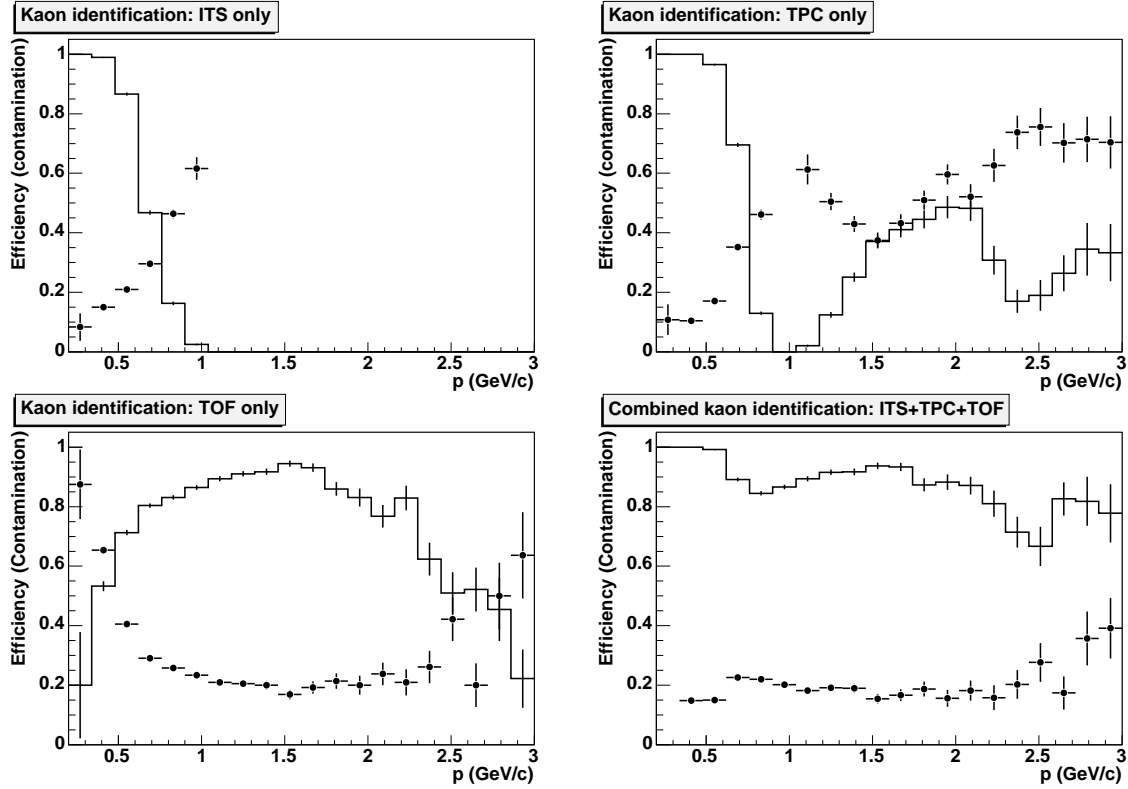 Kaon identification: ITS only
Efficiency (contamination)
1
0.8
0.6
0.4
0.2
0
0.5 1 1.5 2 2.5 3
p (GeV/c)
Kaon identification: TPC only
Efficiency (contamination)
1
0.8
0.6
0.4
0.2
0
0.5 1 1.5 2 2.5 3
p (GeV/c)
Kaon identification: TOF only
Efficiency (Contamination)
1
0.8
0.6
0.4
0.2
0
0.5 1 1.5 2 2.5 3
p (GeV/c)
Combined kaon identification: ITS+TPC+TOF
Efficiency (Contamination)
1
0.8
0.6
0.4
0.2
0
0.5 1 1.5 2 2.5 3
p (GeV/c)